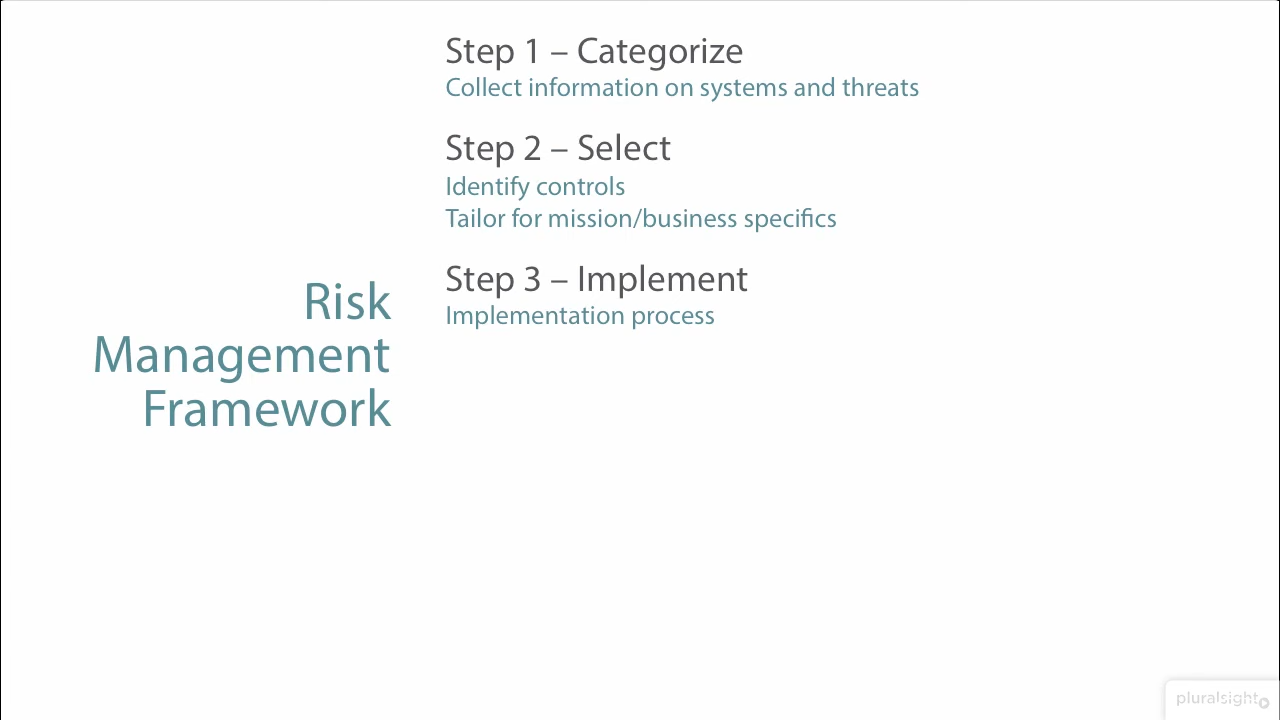 Risk
Management
Framework
Step 1 – Categorize
Collect information on systems and threats
Step 2 – Select
Identify controls
Tailor for mission/business specifics
Step 3 – Implement
Implementation process
pluralsight